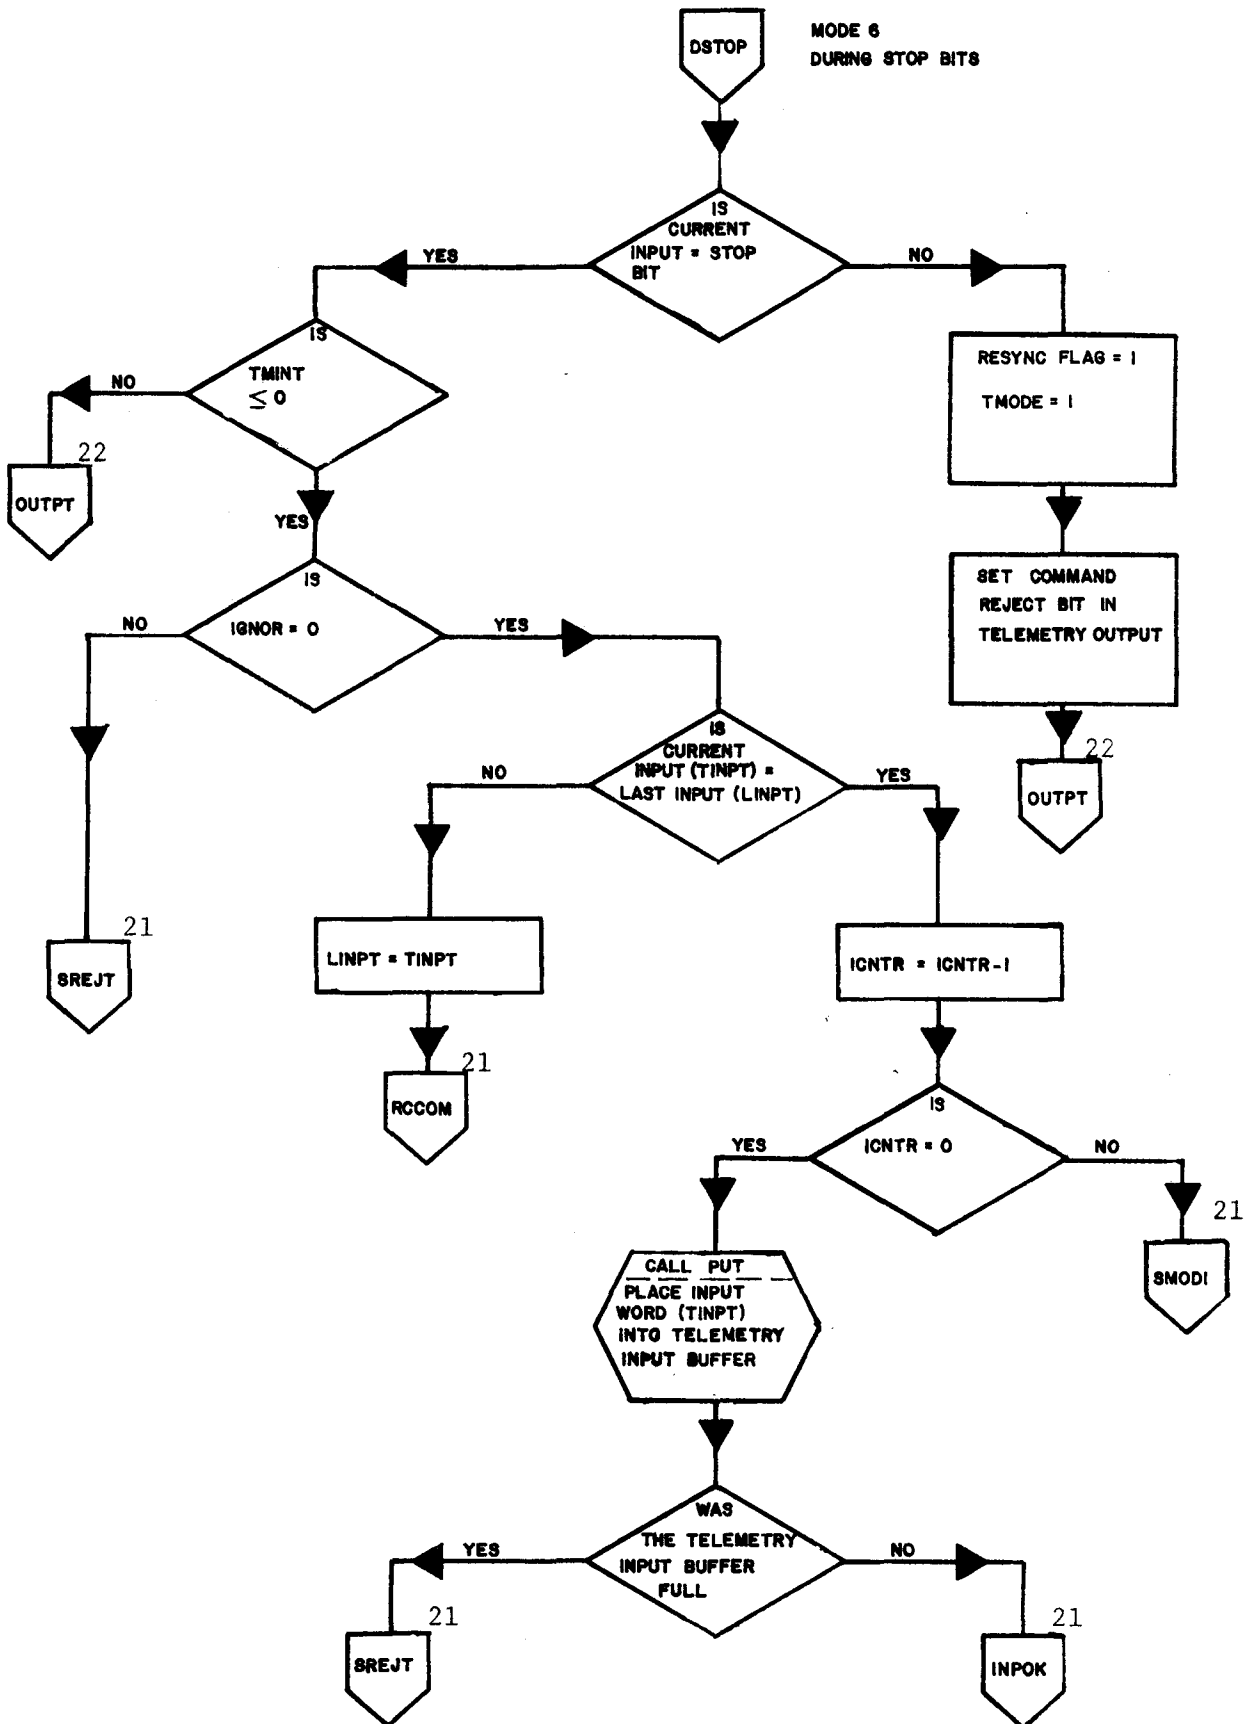 DSTOP
MODE 6
DURING STOP BITS
IS
CURRENT
INPUT = STOP
BIT
YES
NO
IS
TMINT
≤ 0
NO
YES
22
OUTPT
RESYNC FLAG = 1
TMODE = 1
SET COMMAND
REJECT BIT IN
TELEMETRY OUTPUT
22
OUTPT
IS
IGNOR = 0
NO
YES
21
SREJT
IS
CURRENT
INPUT (TINPT) =
LAST INPUT (LINPT)
NO
YES
LINPT = TINPT
21
RCCOM
ICNTR = ICNTR-1
IS
ICNTR = 0
YES
NO
21
SMOD1
CALL PUT
PLACE INPUT
WORD (TINPT)
INTO TELEMETRY
INPUT BUFFER
WAS
THE TELEMETRY
INPUT BUFFER
FULL
YES
NO
21
SREJT
21
INPOK